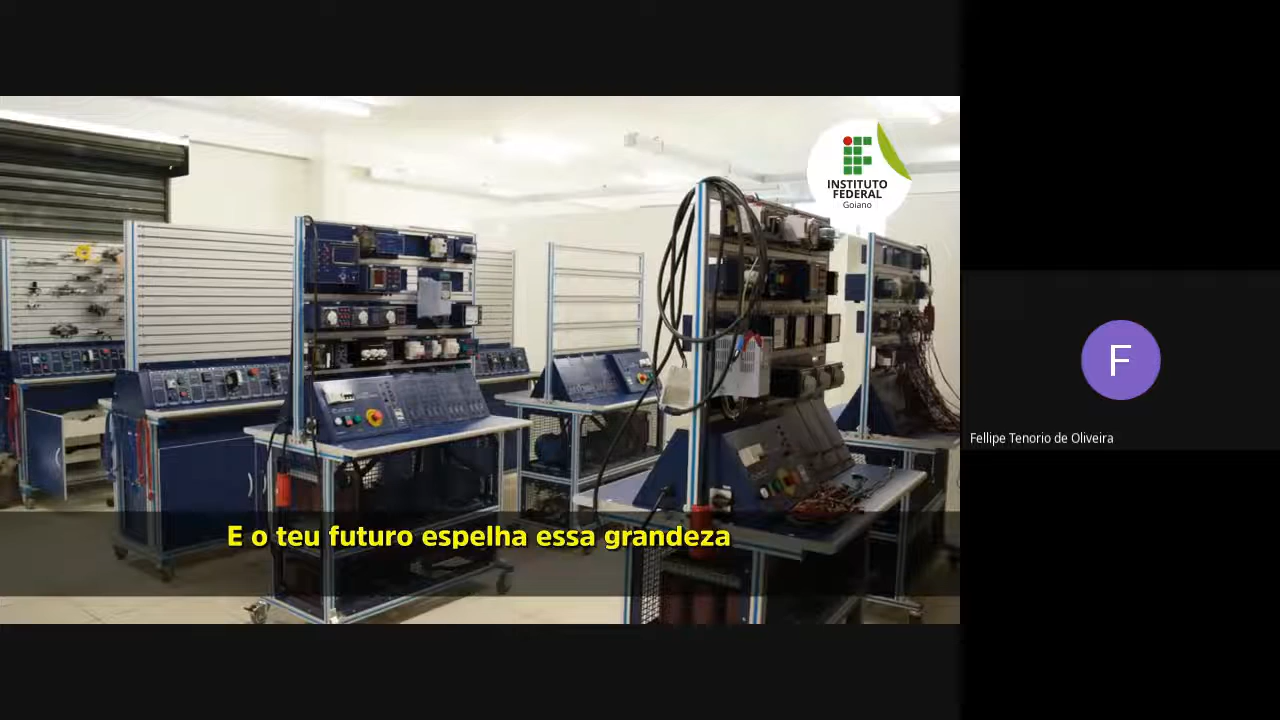 INSTITUTO
FEDERAL
Goiano
E o teu futuro espelha essa grandeza
F
Fellipe Tenorio de Oliveira